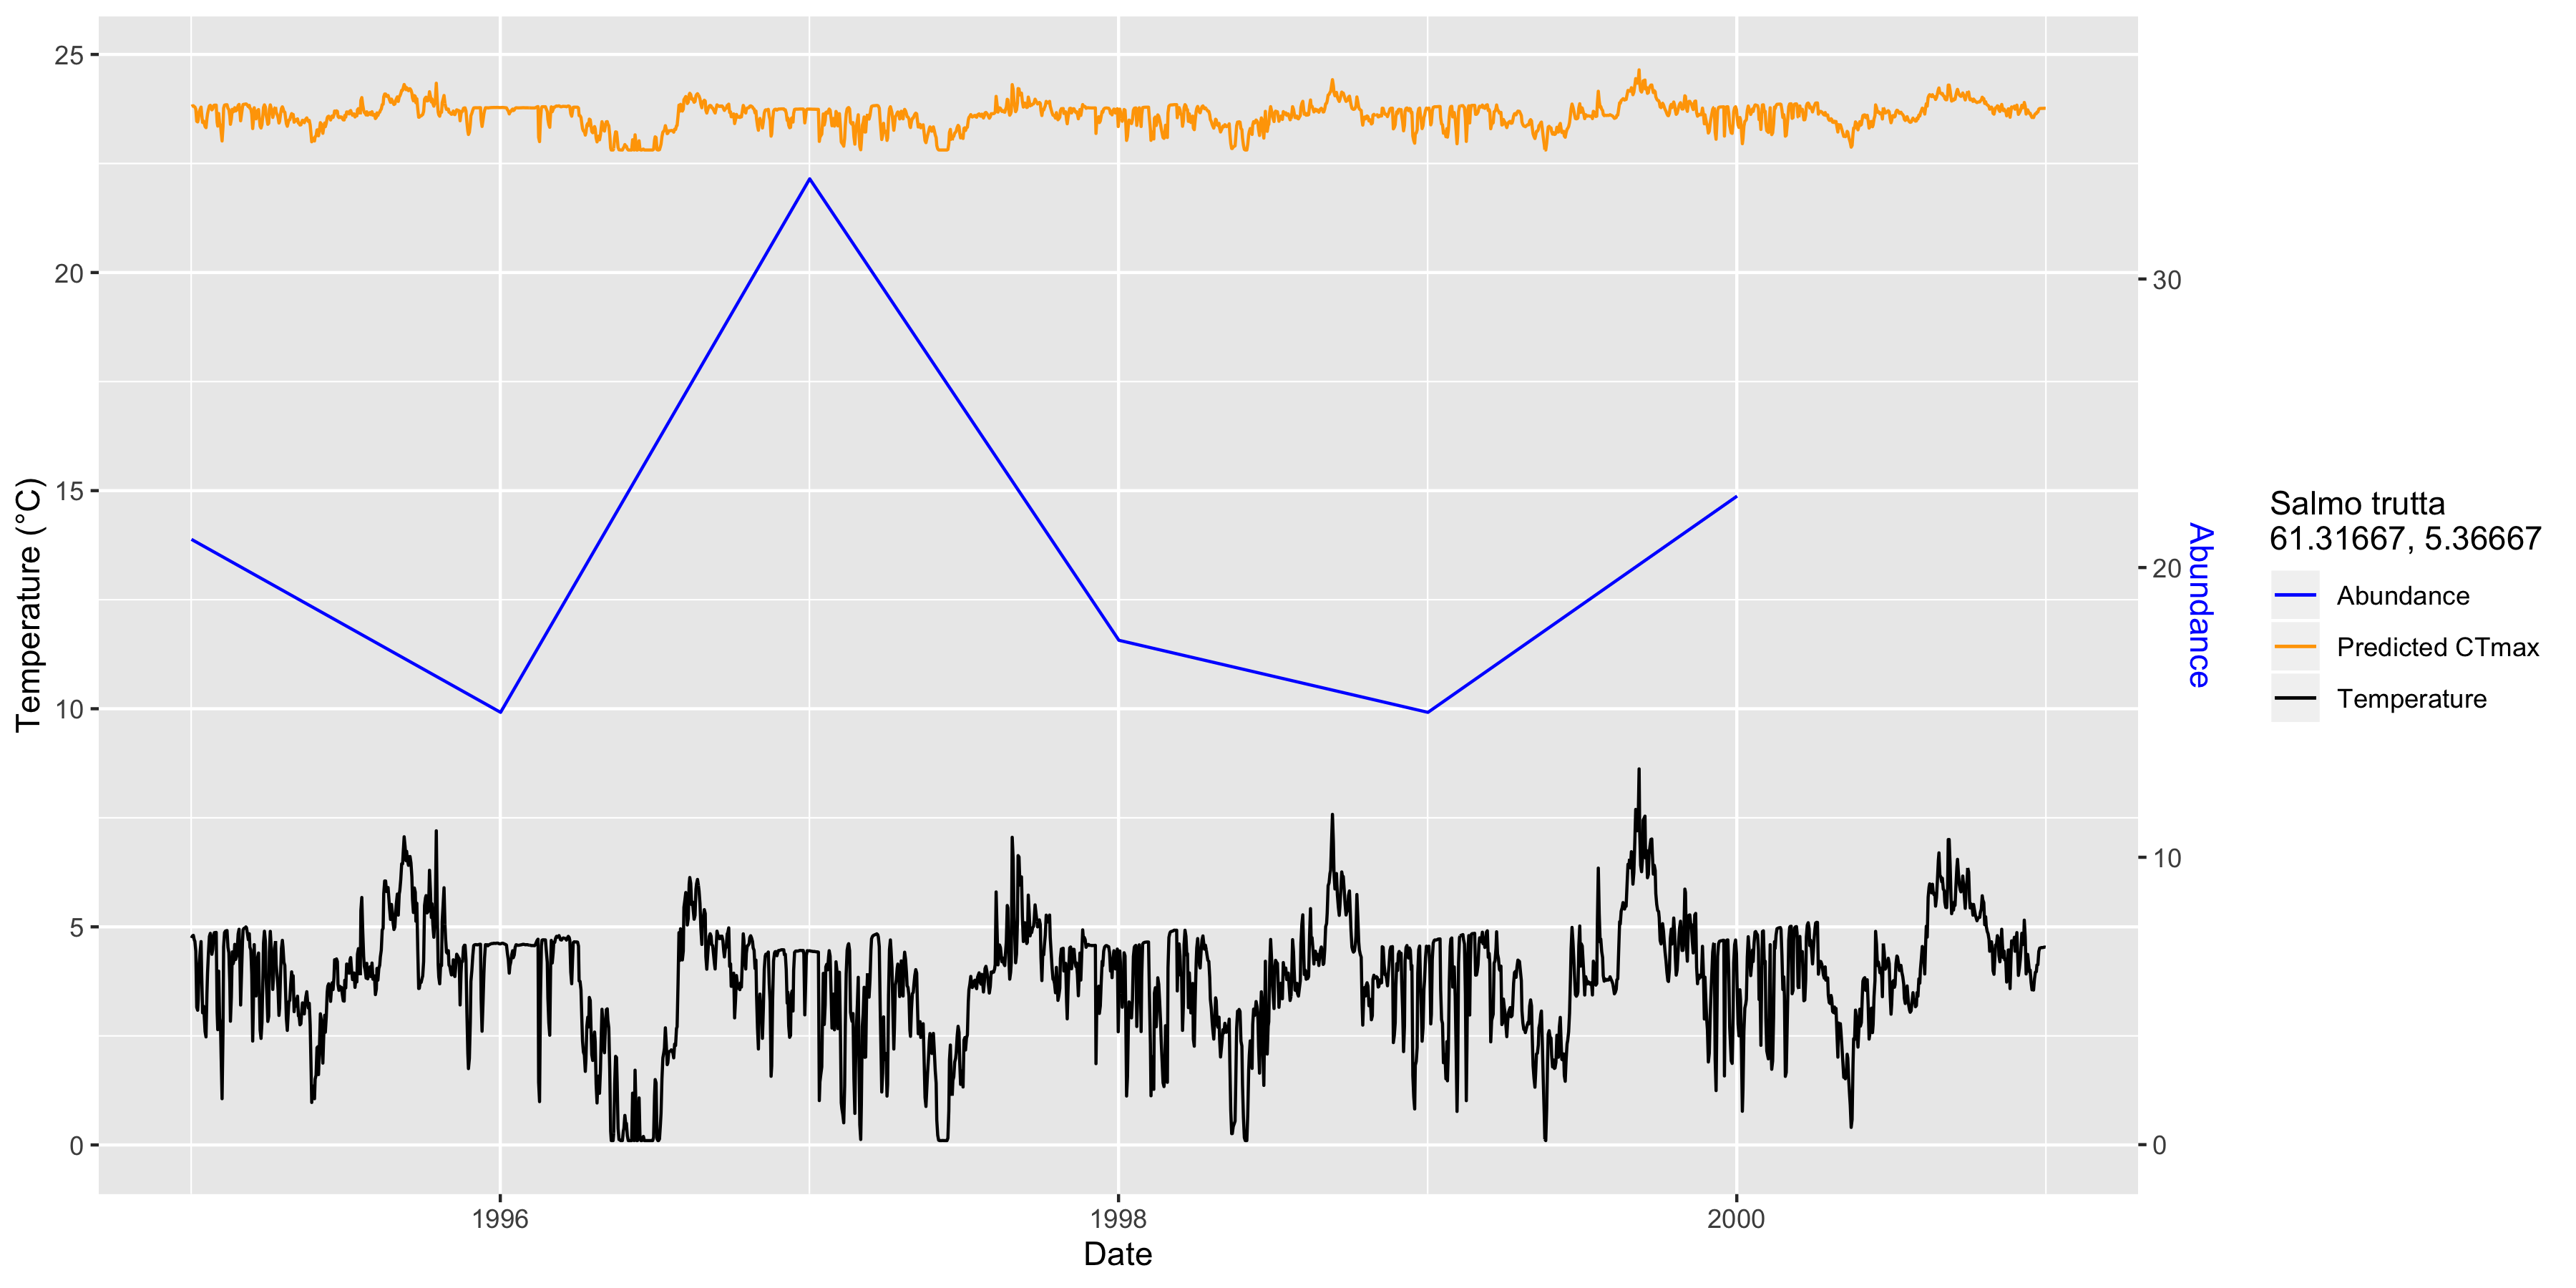 25
20
15
10
5
0
Temperature (°C)
30
20
10
0
Abundance
1996
1998
2000
Date
Salmo trutta
61.31667, 5.36667
Abundance
Predicted CTmax
Temperature